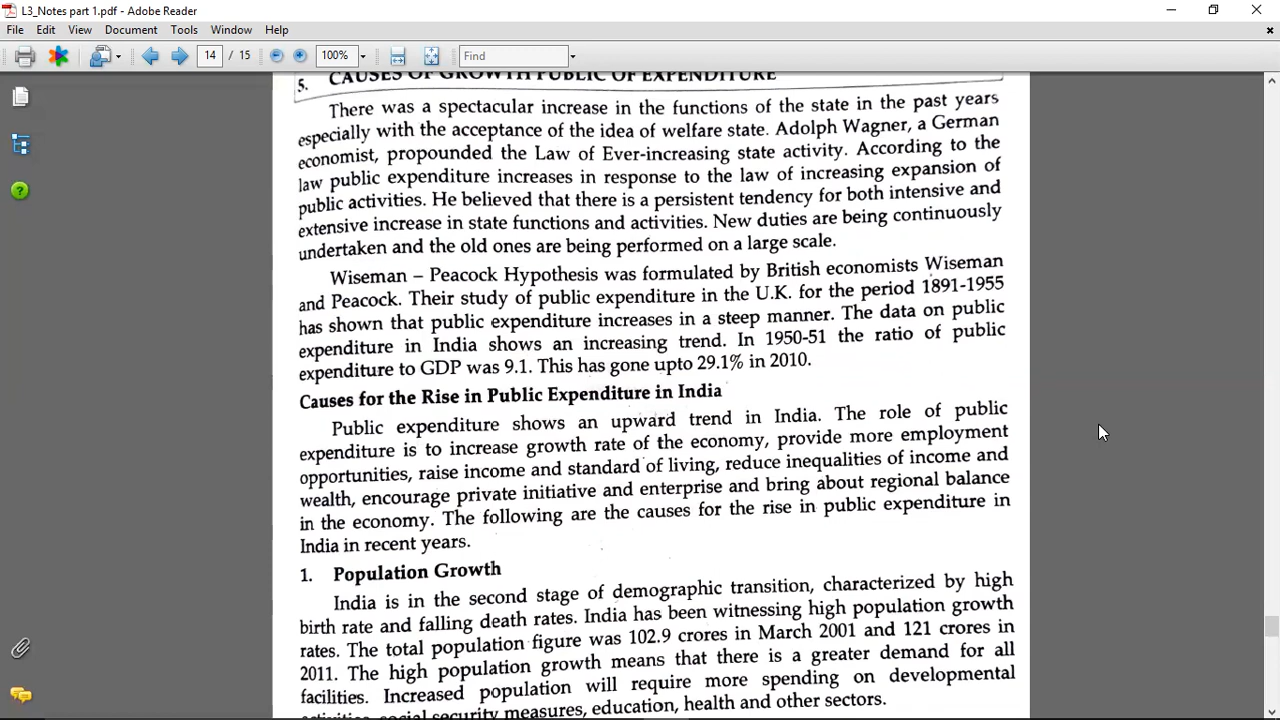 L3_Notes part 1.pdf - Adobe Reader
File Edit View Document Tools Window Help
14 / 15 100% Find
5. CAUSES OF GROWTH PUBLIC OF EXPENDITURE
There was a spectacular increase in the functions of the state in the past years
especially with the acceptance of the idea of welfare state. Adolph Wagner, a German
economist, propounded the Law of Ever-increasing state activity. According to the
law public expenditure increases in response to the law of increasing expansion of
public activities. He believed that there is a persistent tendency for both intensive and
extensive increase in state functions and activities. New duties are being continuously
undertaken and the old ones are being performed on a large scale.
Wiseman – Peacock Hypothesis was formulated by British economists Wiseman
and Peacock. Their study of public expenditure in the U.K. for the period 1891-1955
has shown that public expenditure increases in a steep manner. The data on public
expenditure in India shows an increasing trend. In 1950-51 the ratio of public
expenditure to GDP was 9.1. This has gone upto 29.1% in 2010.
Causes for the Rise in Public Expenditure in India
Public expenditure shows an upward trend in India. The role of public
expenditure is to increase growth rate of the economy, provide more employment
opportunities, raise income and standard of living, reduce inequalities of income and
wealth, encourage private initiative and enterprise and bring about regional balance
in the economy. The following are the causes for the rise in public expenditure in
India in recent years.
1. Population Growth
India is in the second stage of demographic transition, characterized by high
birth rate and falling death rates. India has been witnessing high population growth
rates. The total population figure was 102.9 crores in March 2001 and 121 crores in
2011. The high population growth means that there is a greater demand for all
facilities. Increased population will require more spending on developmental
activities, social security measures, education, health and other sectors.